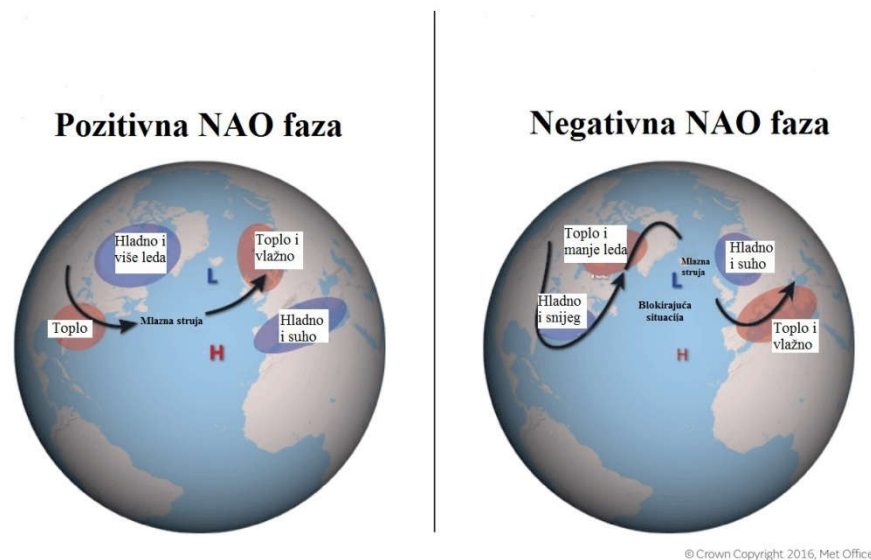 Pozitivna NAO faza
Hladno i
više leda
Toplo i
vlažno
L
Toplo
Mlazna struja
Hladno
i suho
H
Negativna NAO faza
Toplo i
manje leda
Hladno
i suho
Mlazna
struja
L
Hladno
i snijeg
Blokirajuća
situacija
Toplo i
vlažno
H
© Crown Copyright 2016, Met Office